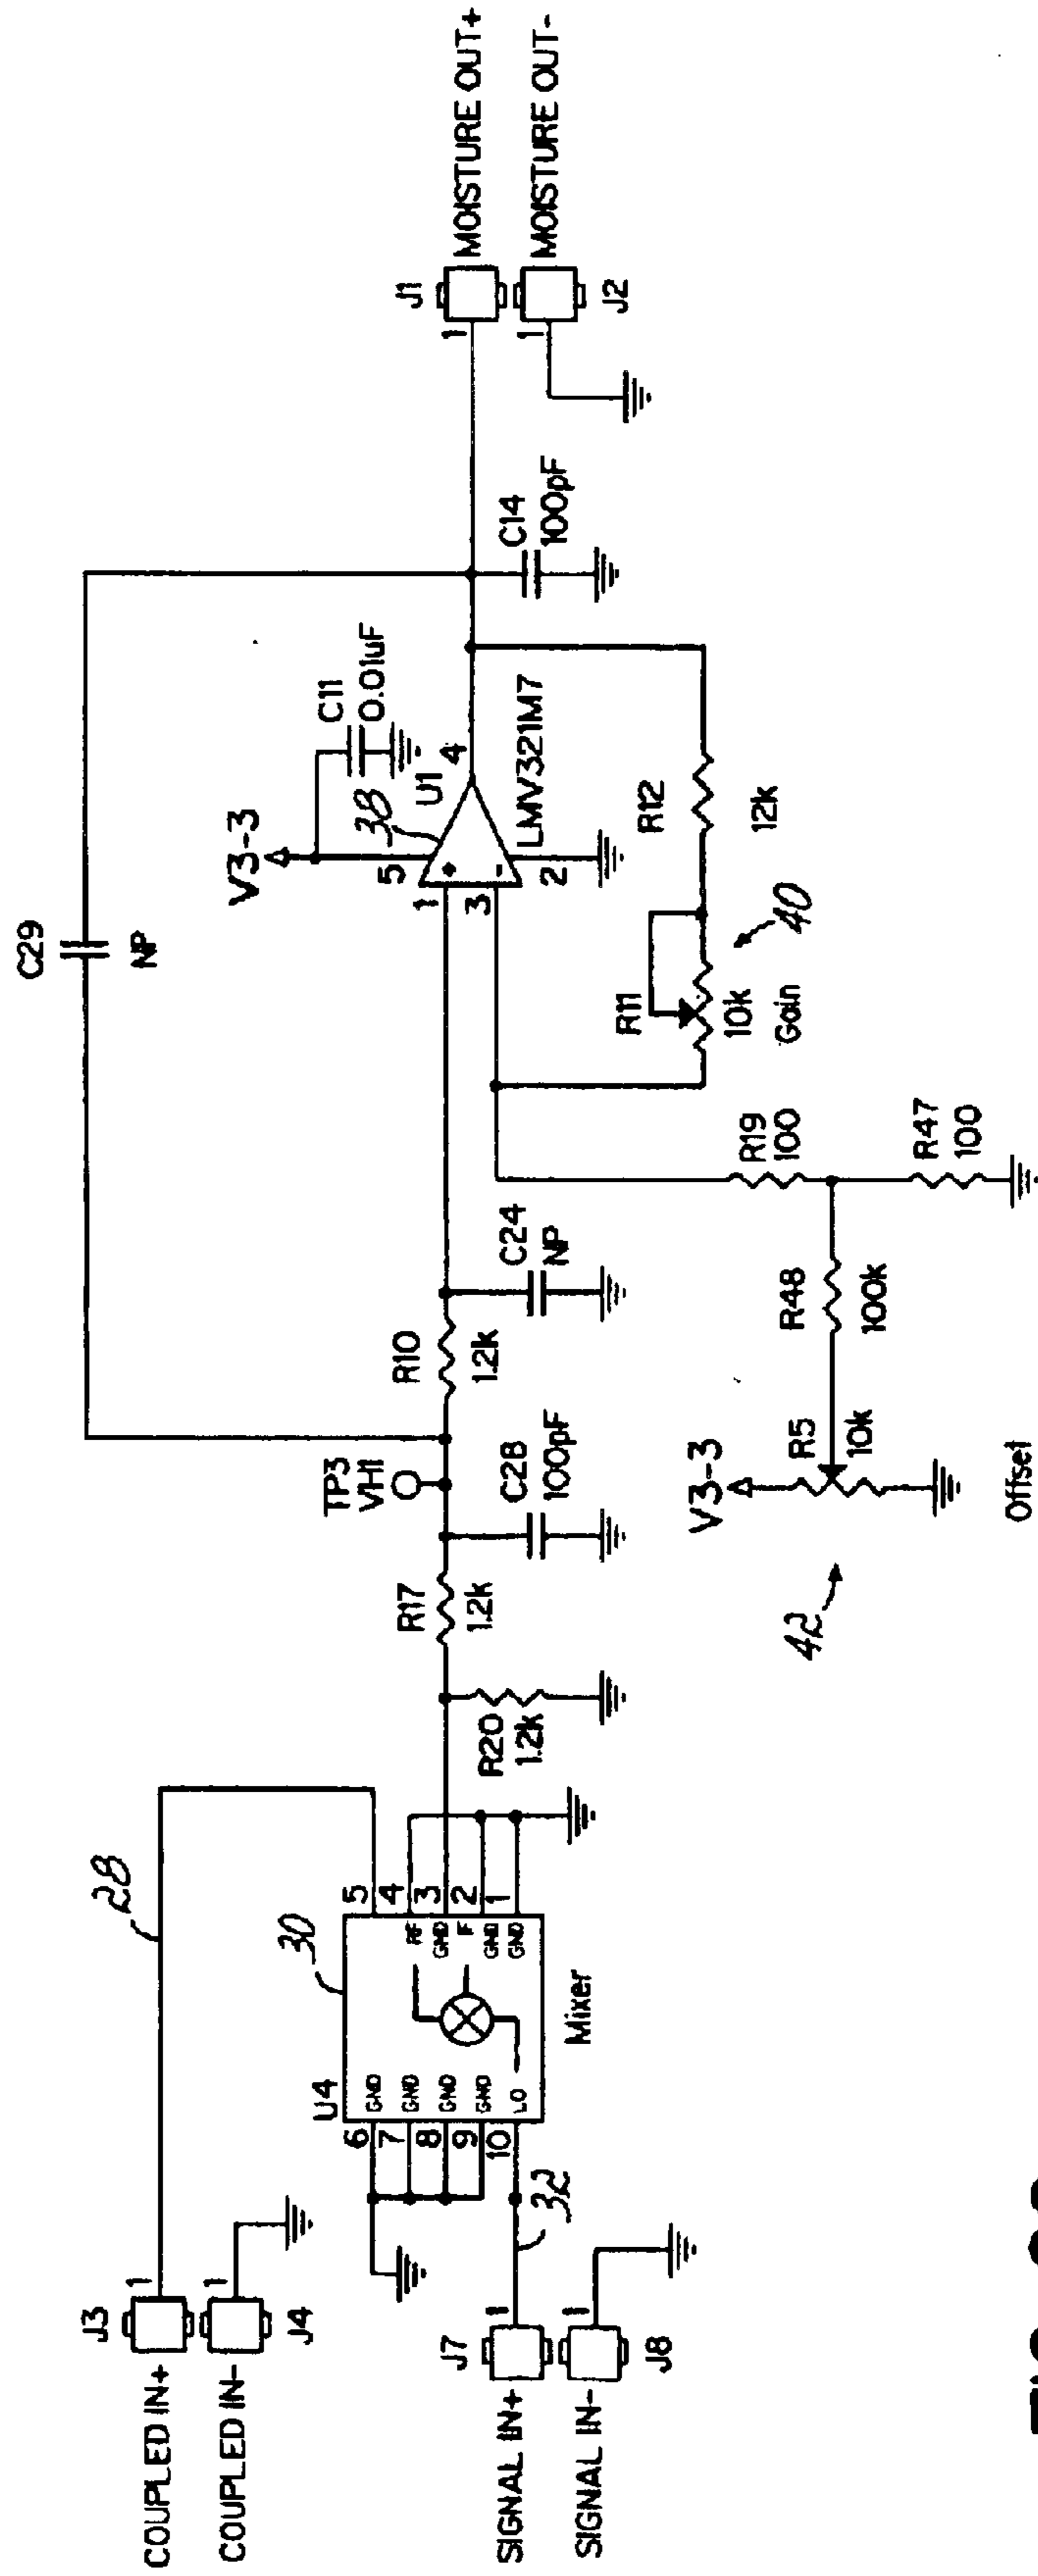 COUPLED IN+
J3
1
COUPLED IN-
J4
1
28
SIGNAL IN+
J7
1
SIGNAL IN-
J8
1
32
30
U4
6 GND
7 GND
8 GND
9 GND
10 LO
5
RF 4
GND 3
IF 2
GND 1
GND
Mixer
R20
1.2k
R17
1.2k
TP3
VH1
C28
100pF
R10
1.2k
C24
NP
C29
NP
V3-3
C11
0.01uF
38
U1
5
1 +
3 -
4
2
LMV321M7
R11
10k
Gain
40
R12
12k
C14
100pF
J1
1
MOISTURE OUT+
1
J2
MOISTURE OUT-
R19
100
R47
100
R48
100k
V3-3
R5
10k
Offset
42